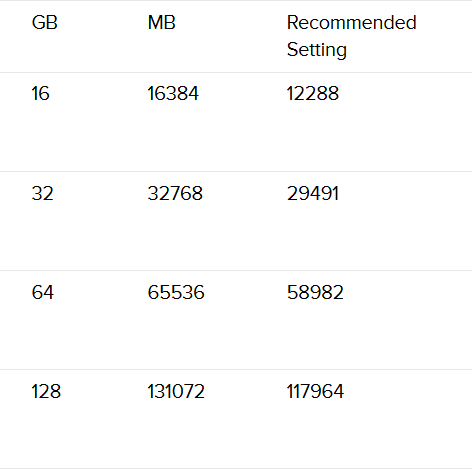 GB MB Recommended
Setting
16 16384 12288
32 32768 29491
64 65536 58982
128 131072 117964